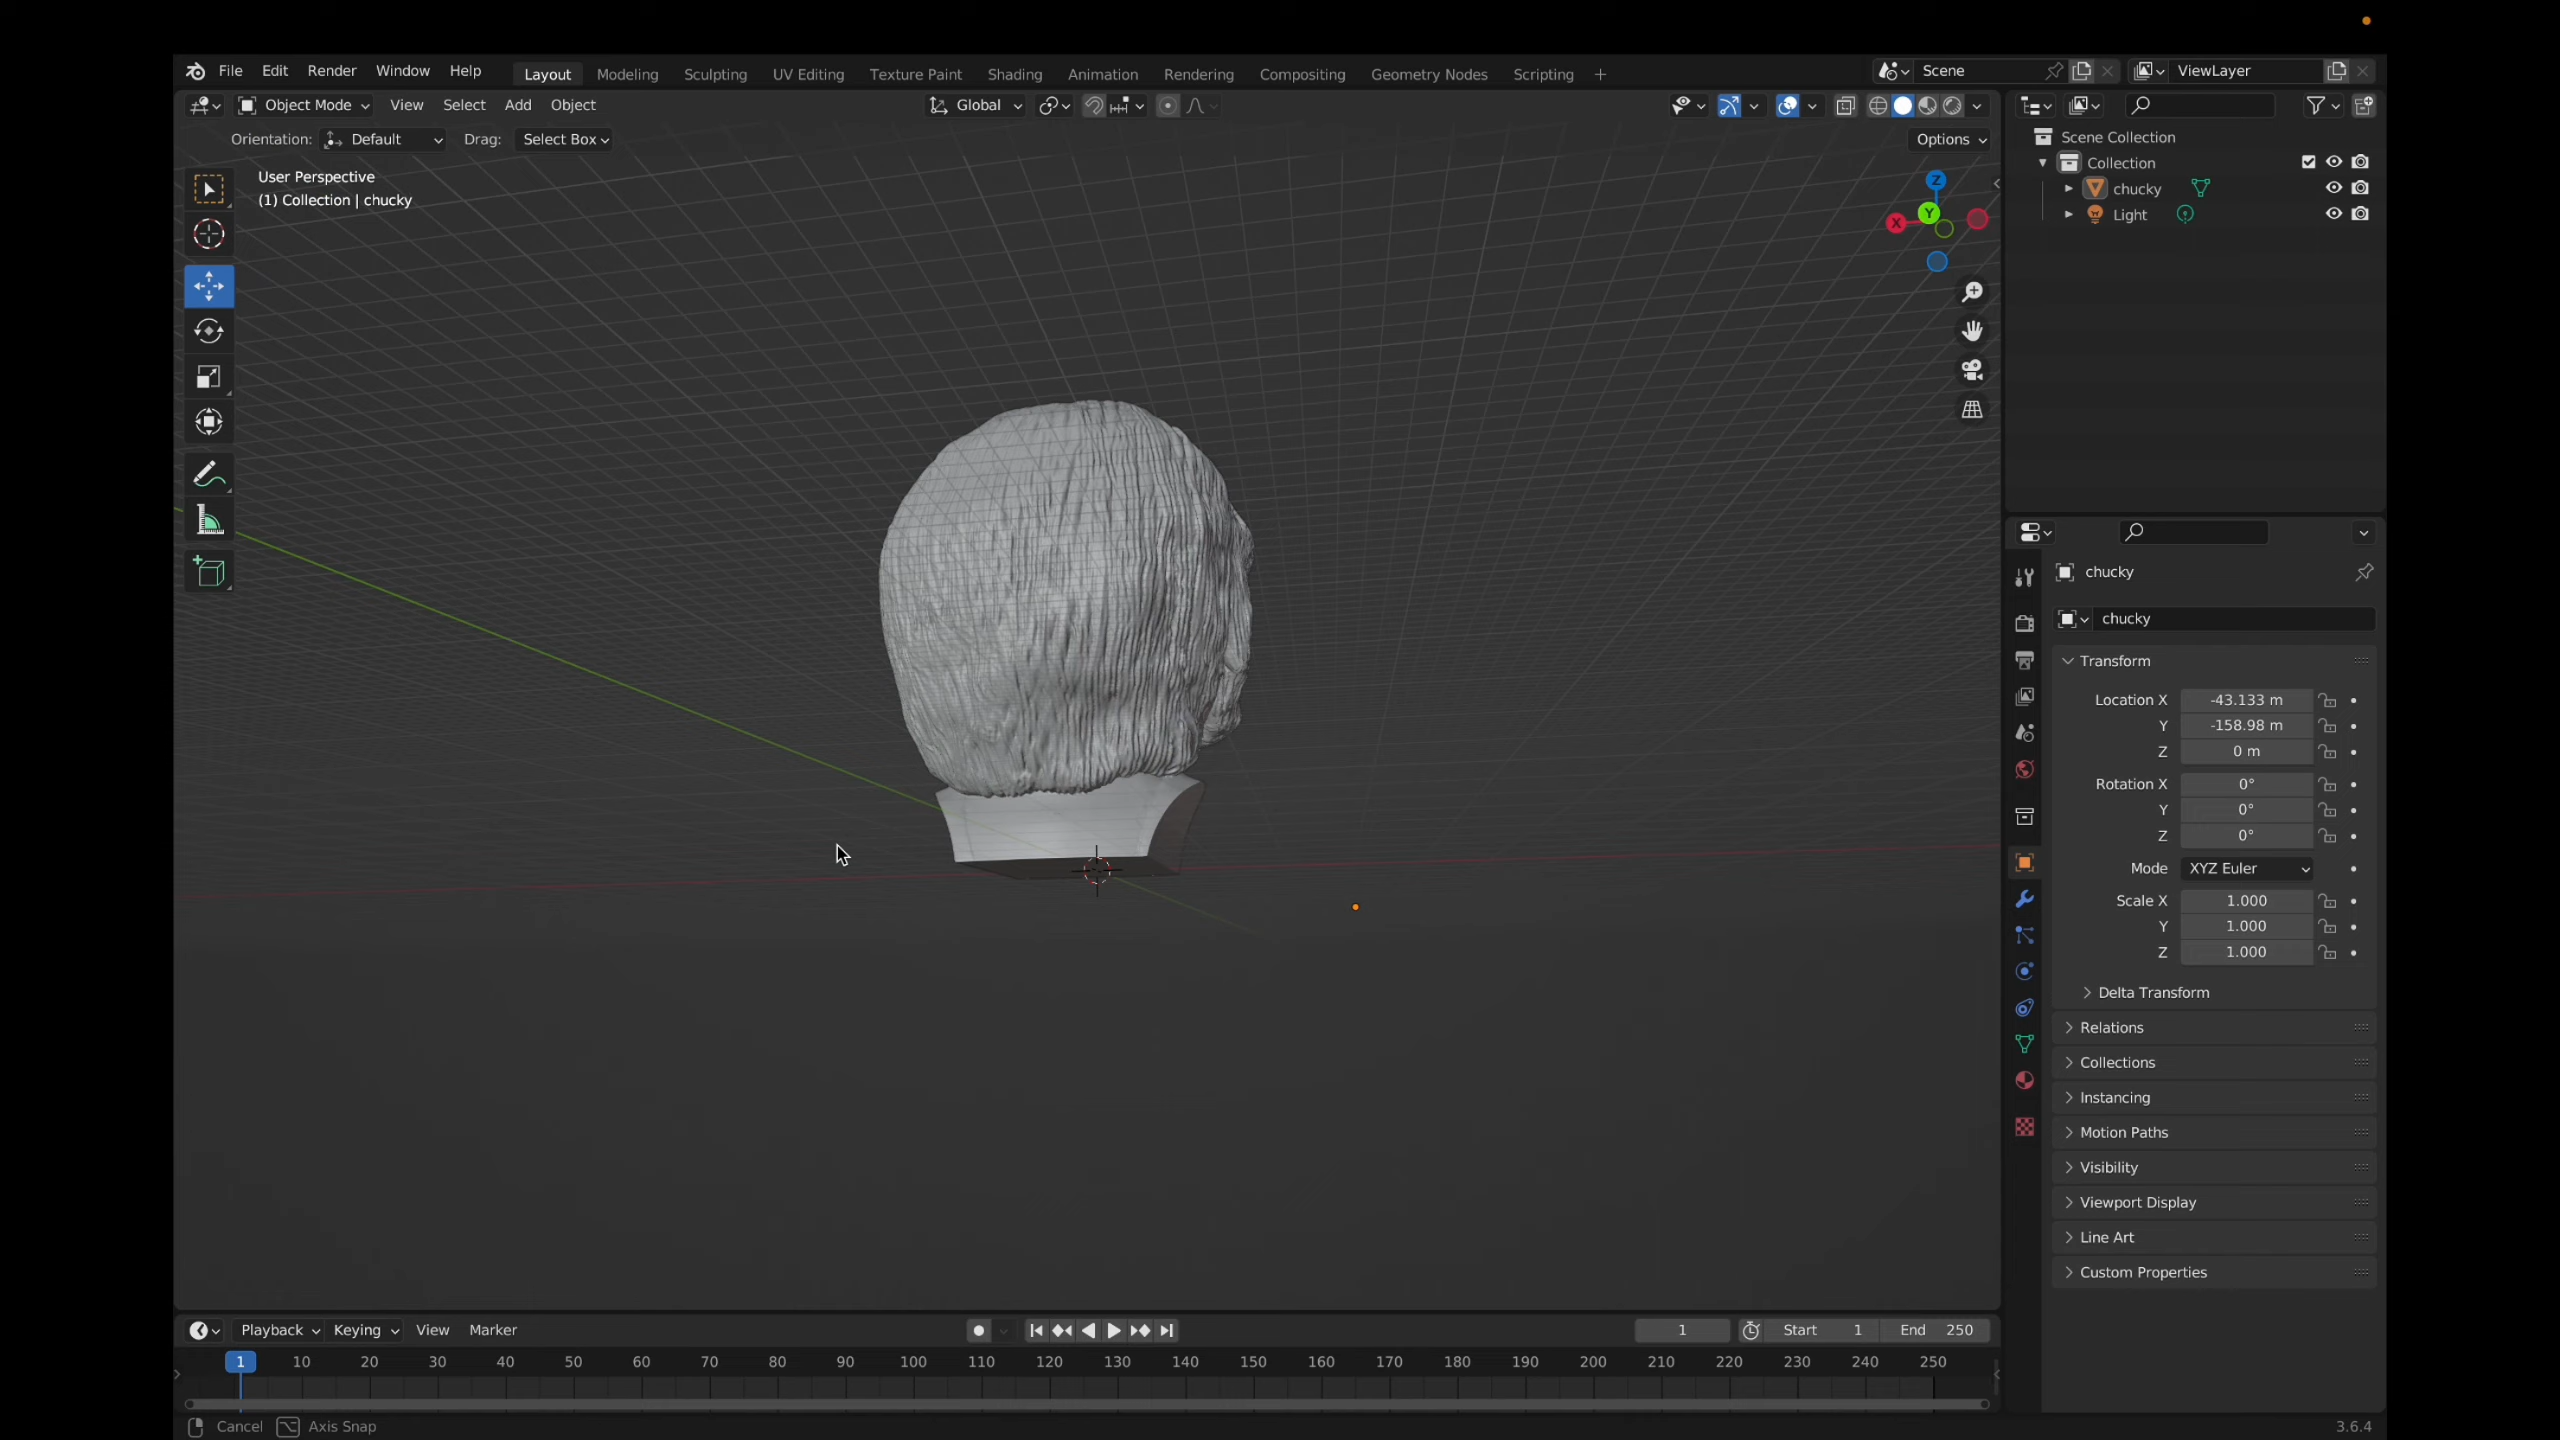 File Edit Render Window Help Layout Modeling Sculpting UV Editing Texture Paint Shading Animation Rendering Compositing Geometry Nodes Scripting + Scene ViewLayer
Object Mode View Select Add Object Global
Orientation: Default Drag: Select Box Options
User Perspective
(1) Collection | chucky
Z
Y
X
Scene Collection
Collection
chucky
Light
chucky
chucky
Transform
Location X -43.133 m
Y -158.98 m
Z 0 m
Rotation X 0°
Y 0°
Z 0°
Mode XYZ Euler
Scale X 1.000
Y 1.000
Z 1.000
Delta Transform
Relations
Collections
Instancing
Motion Paths
Visibility
Viewport Display
Line Art
Custom Properties
Playback Keying View Marker 1 Start 1 End 250
1 10 20 30 40 50 60 70 80 90 100 110 120 130 140 150 160 170 180 190 200 210 220 230 240 250
Cancel Axis Snap 3.6.4